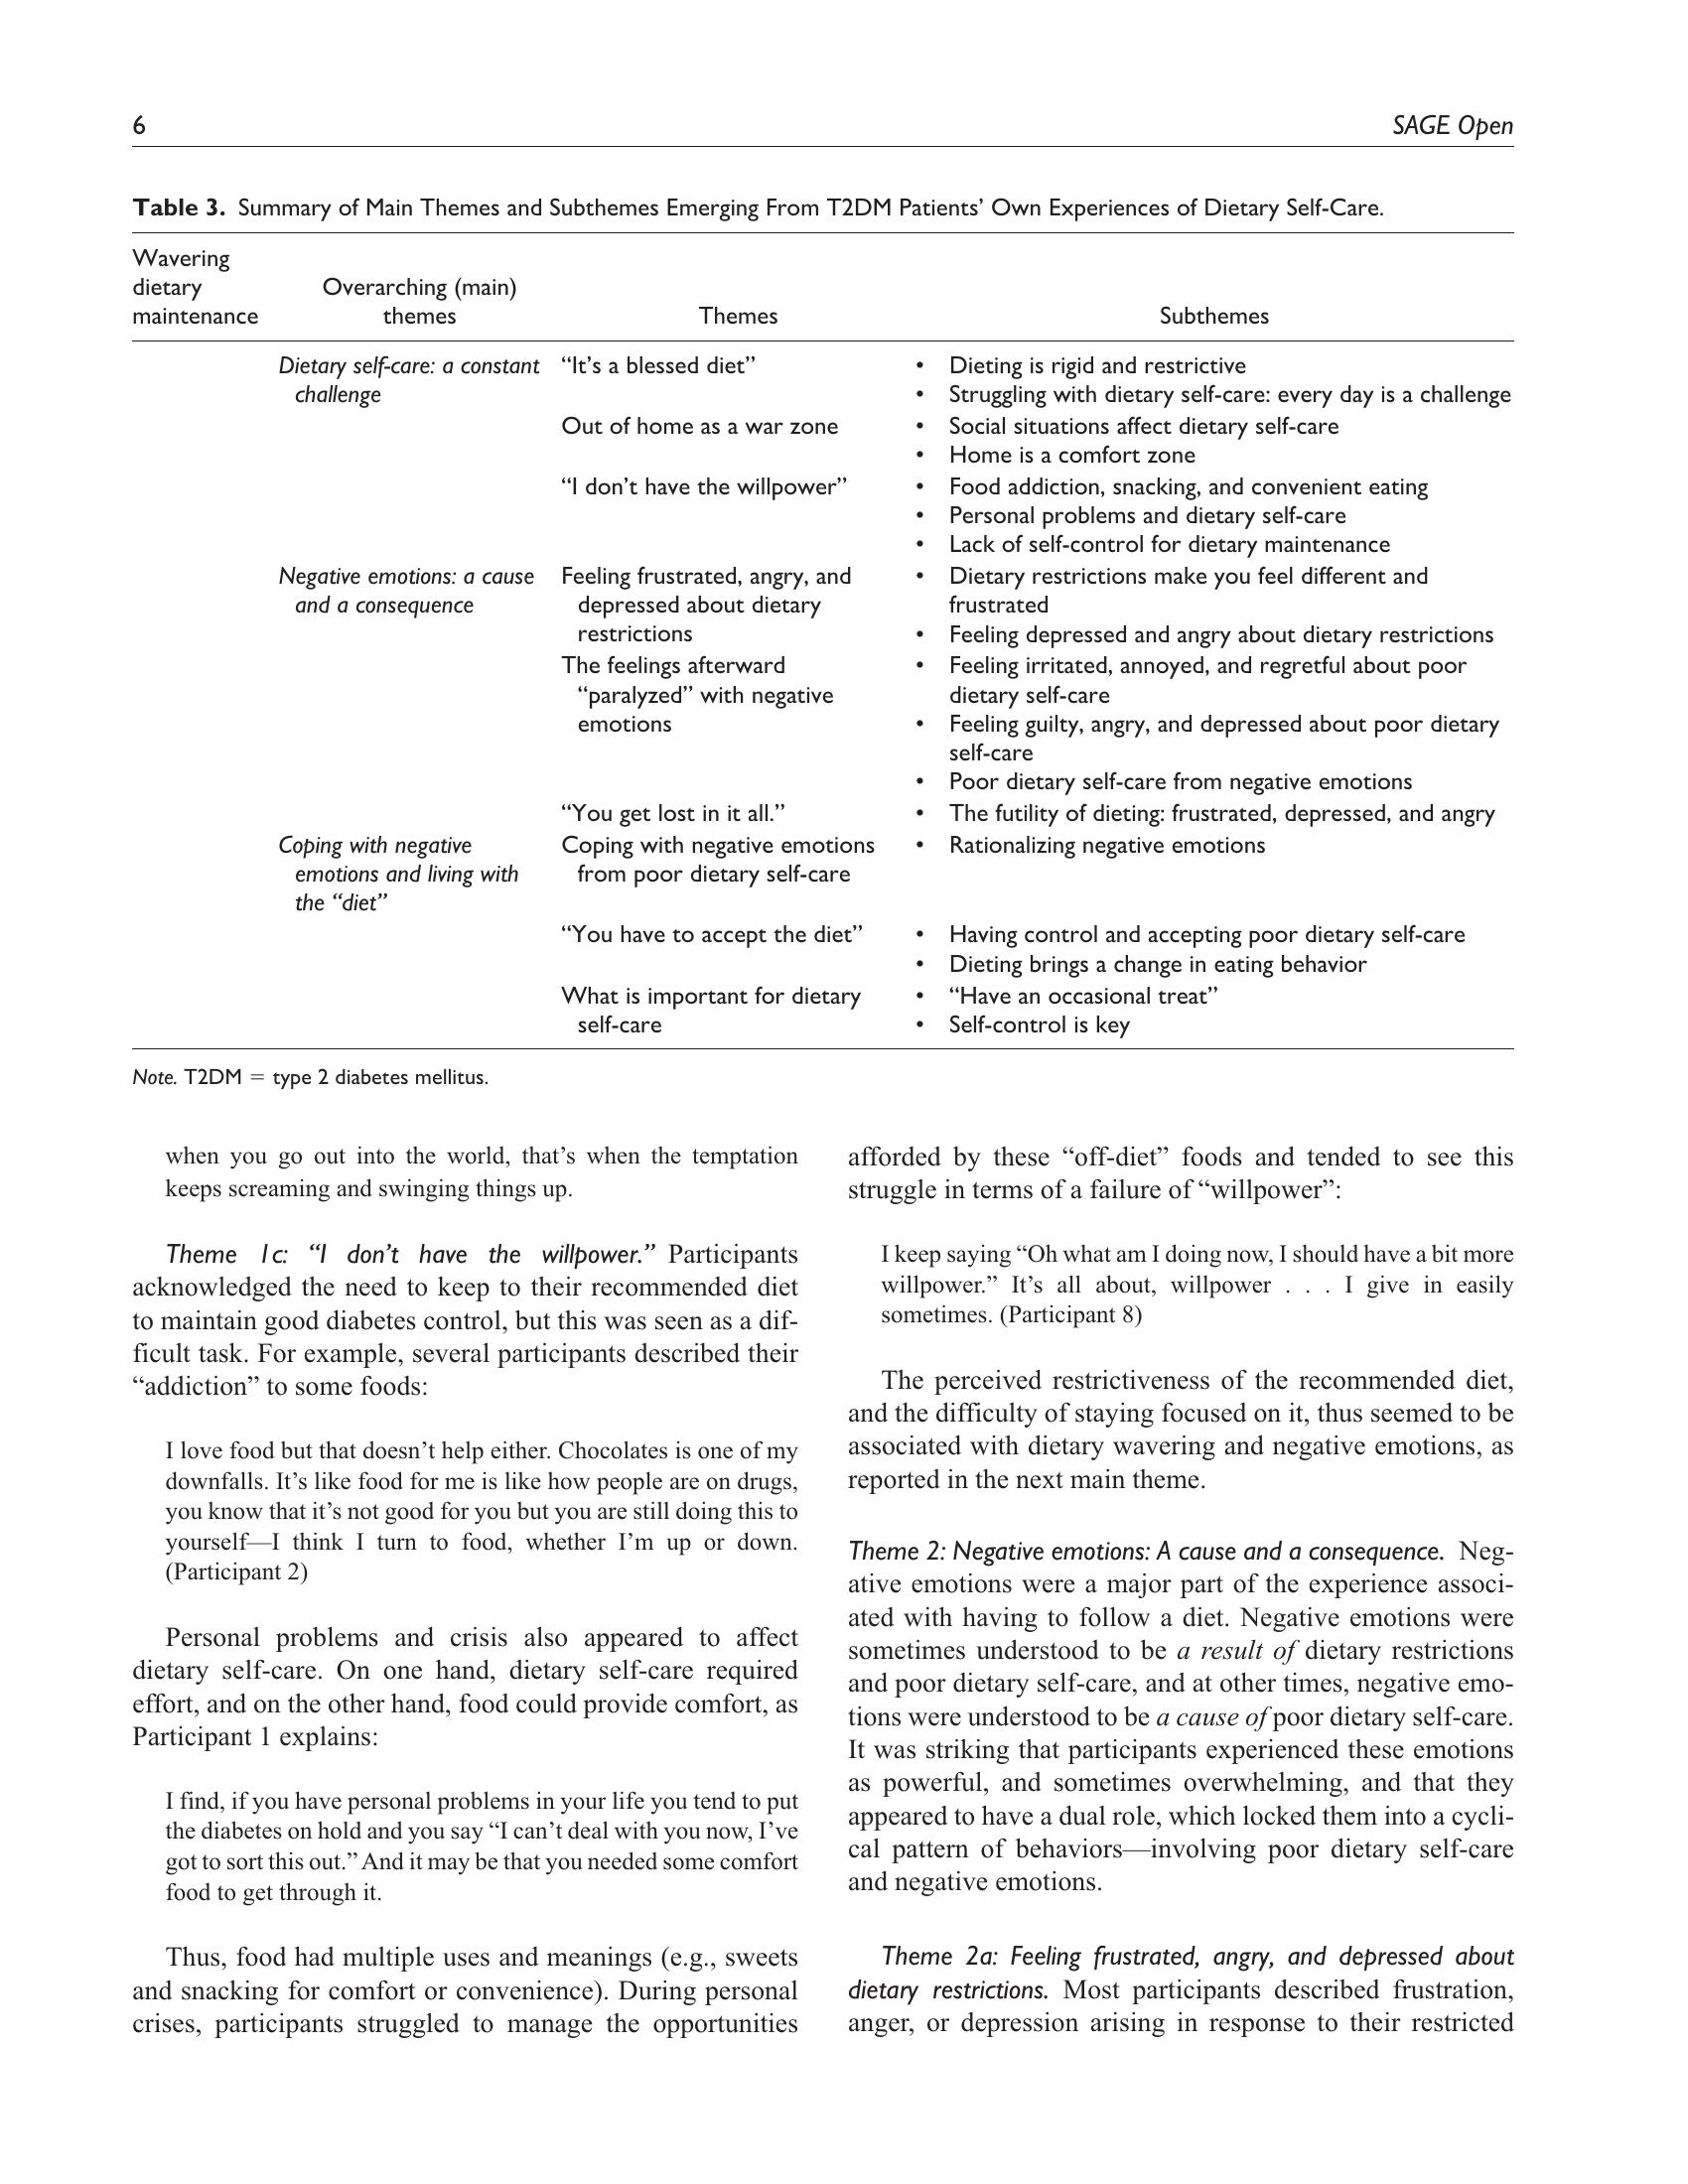 6
SAGE Open
Table 3. Summary of Main Themes and Subthemes Emerging From T2DM Patients’ Own Experiences of Dietary Self-Care.
Wavering
dietary
maintenance
Overarching (main)
themes
Themes
Subthemes
Dietary self-care: a constant
challenge
“It’s a blessed diet”
• Dieting is rigid and restrictive
• Struggling with dietary self-care: every day is a challenge
Out of home as a war zone
• Social situations affect dietary self-care
• Home is a comfort zone
“I don’t have the willpower”
• Food addiction, snacking, and convenient eating
• Personal problems and dietary self-care
• Lack of self-control for dietary maintenance
Negative emotions: a cause
and a consequence
Feeling frustrated, angry, and
depressed about dietary
restrictions
• Dietary restrictions make you feel different and
frustrated
• Feeling depressed and angry about dietary restrictions
The feelings afterward
“paralyzed” with negative
emotions
• Feeling irritated, annoyed, and regretful about poor
dietary self-care
• Feeling guilty, angry, and depressed about poor dietary
self-care
• Poor dietary self-care from negative emotions
“You get lost in it all.”
• The futility of dieting: frustrated, depressed, and angry
Coping with negative
emotions and living with
the “diet”
Coping with negative emotions
from poor dietary self-care
• Rationalizing negative emotions
“You have to accept the diet”
• Having control and accepting poor dietary self-care
• Dieting brings a change in eating behavior
What is important for dietary
self-care
• “Have an occasional treat”
• Self-control is key
Note. T2DM = type 2 diabetes mellitus.
when you go out into the world, that’s when the temptation
keeps screaming and swinging things up.
Theme 1c: “I don’t have the willpower.” Participants
acknowledged the need to keep to their recommended diet
to maintain good diabetes control, but this was seen as a dif-
ficult task. For example, several participants described their
“addiction” to some foods:
I love food but that doesn’t help either. Chocolates is one of my
downfalls. It’s like food for me is like how people are on drugs,
you know that it’s not good for you but you are still doing this to
yourself—I think I turn to food, whether I’m up or down.
(Participant 2)
Personal problems and crisis also appeared to affect
dietary self-care. On one hand, dietary self-care required
effort, and on the other hand, food could provide comfort, as
Participant 1 explains:
I find, if you have personal problems in your life you tend to put
the diabetes on hold and you say “I can’t deal with you now, I’ve
got to sort this out.” And it may be that you needed some comfort
food to get through it.
Thus, food had multiple uses and meanings (e.g., sweets
and snacking for comfort or convenience). During personal
crises, participants struggled to manage the opportunities
afforded by these “off-diet” foods and tended to see this
struggle in terms of a failure of “willpower”:
I keep saying “Oh what am I doing now, I should have a bit more
willpower.” It’s all about, willpower . . . I give in easily
sometimes. (Participant 8)
The perceived restrictiveness of the recommended diet,
and the difficulty of staying focused on it, thus seemed to be
associated with dietary wavering and negative emotions, as
reported in the next main theme.
Theme 2: Negative emotions: A cause and a consequence. Neg-
ative emotions were a major part of the experience associ-
ated with having to follow a diet. Negative emotions were
sometimes understood to be a result of dietary restrictions
and poor dietary self-care, and at other times, negative emo-
tions were understood to be a cause of poor dietary self-care.
It was striking that participants experienced these emotions
as powerful, and sometimes overwhelming, and that they
appeared to have a dual role, which locked them into a cycli-
cal pattern of behaviors—involving poor dietary self-care
and negative emotions.
Theme 2a: Feeling frustrated, angry, and depressed about
dietary restrictions. Most participants described frustration,
anger, or depression arising in response to their restricted